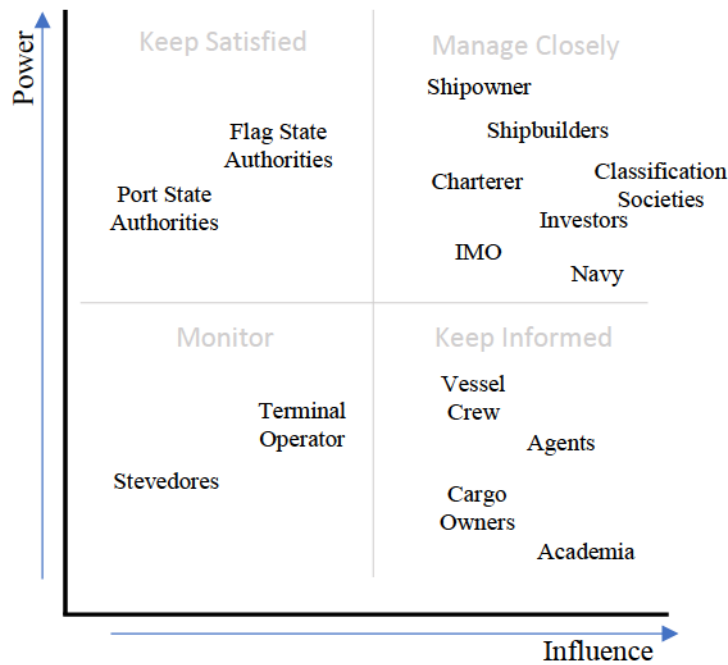 Power
Keep Satisfied
Flag State
Authorities
Port State
Authorities
Manage Closely
Shipowner
Shipbuilders
Charterer
Classification
Societies
Investors
IMO
Navy
Monitor
Terminal
Operator
Stevedores
Keep Informed
Vessel
Crew
Agents
Cargo
Owners
Academia
Influence